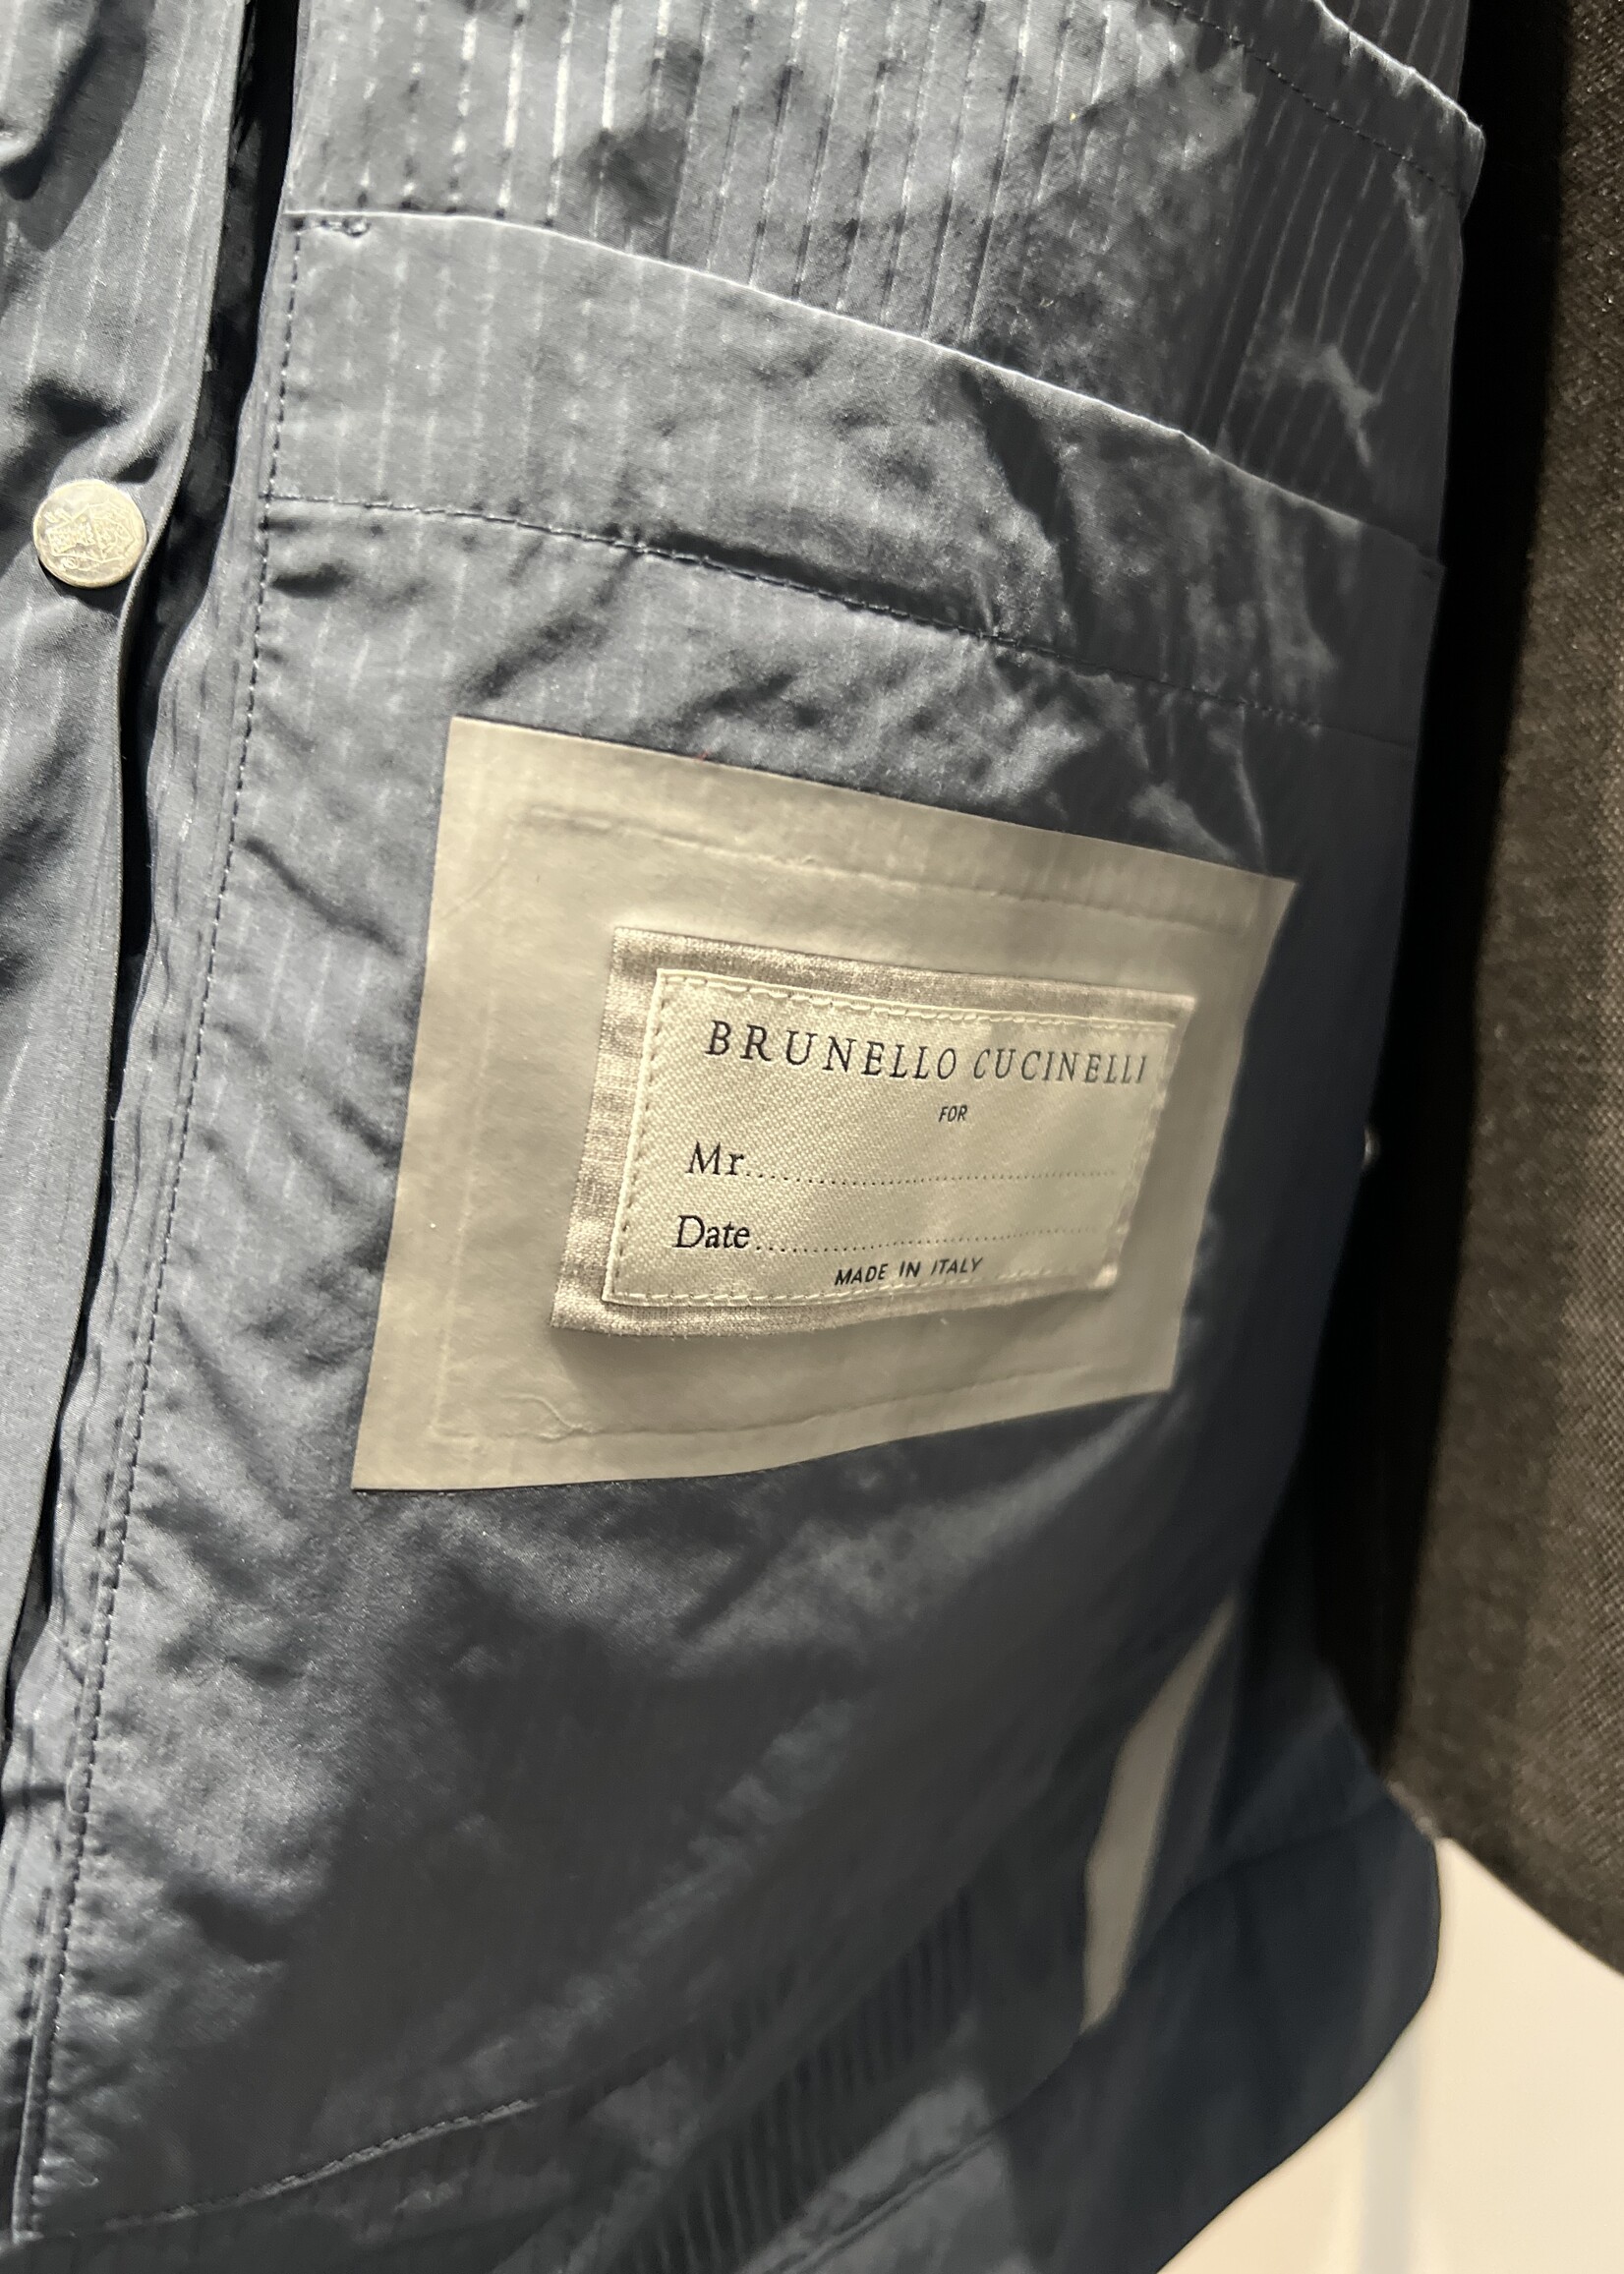 BRUNELLO CUCINELLI
FOR
Mr..............................................
Date..............................................
MADE IN ITALY